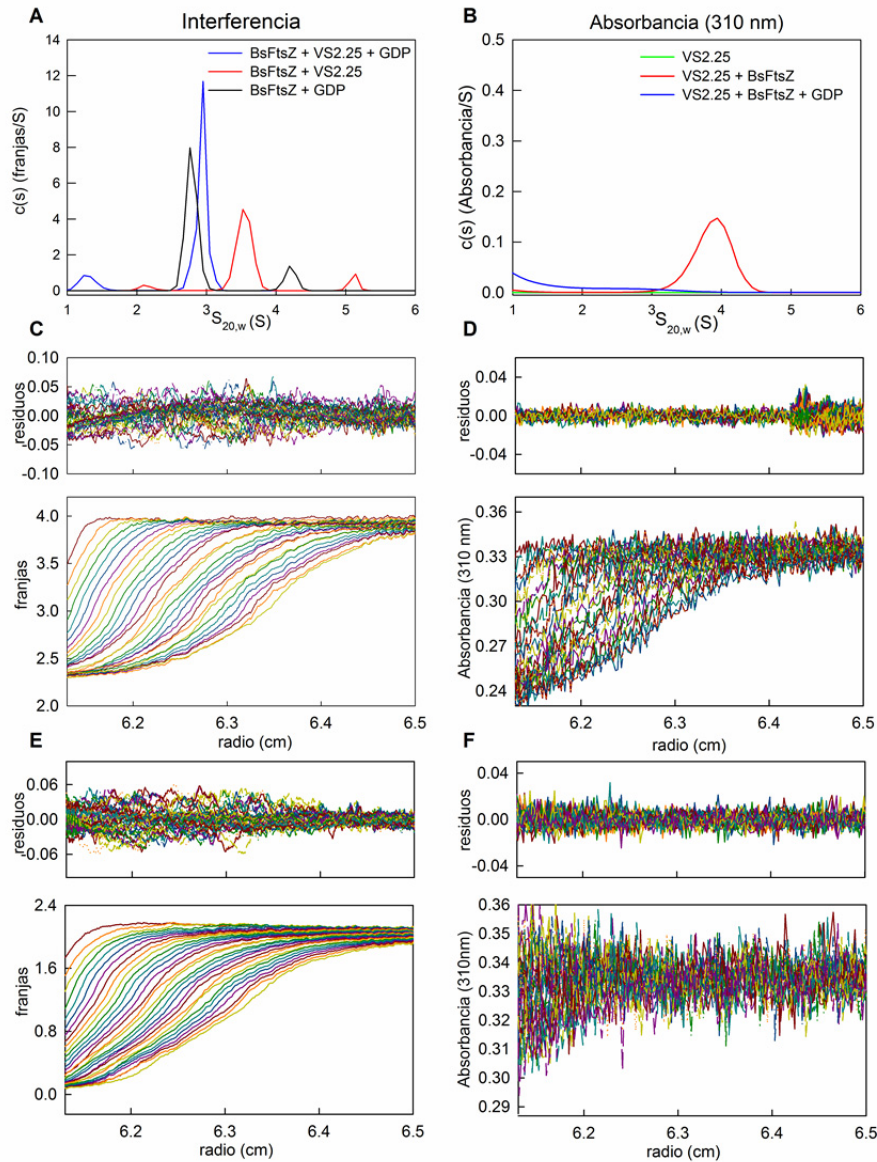 A
Interferencia
14
12
10
8
6
4
2
0
c(s) (franjas/S)
BsFtsZ + VS2.25 + GDP
BsFtsZ + VS2.25
BsFtsZ + GDP
1 2 3 4 5 6
S20,w (S)
B
Absorbancia (310 nm)
0.5
0.4
0.3
0.2
0.1
0.0
c(s) (Absorbancia/S)
VS2.25
VS2.25 + BsFtsZ
VS2.25 + BsFtsZ + GDP
1 2 3 4 5 6
S20,w (S)
C
0.10
0.05
0.00
-0.05
-0.10
residuos
4.0
3.5
3.0
2.5
2.0
franjas
6.2 6.3 6.4 6.5
radio (cm)
D
0.04
0.00
-0.04
residuos
0.33
0.30
0.27
0.24
Absorbancia (310 nm)
6.2 6.3 6.4 6.5
radio (cm)
E
0.06
0.00
-0.06
residuos
2.4
1.6
0.8
0.0
franjas
6.2 6.3 6.4 6.5
radio (cm)
F
0.04
0.00
-0.04
residuos
0.36
0.34
0.33
0.32
0.30
0.29
Absorbancia (310nm)
6.2 6.3 6.4 6.5
radio (cm)